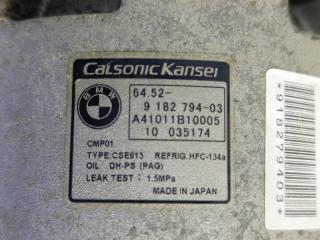 CalsonicKansei
BMW
64.52-
9 182 794-03
A41011B10005
10 035174
CMP01
TYPE.CSE613 REFRIG.HFC-134a
OIL DH-PS (PAG)
LEAK TEST : 1.5MPa
MADE IN JAPAN
*918279403*